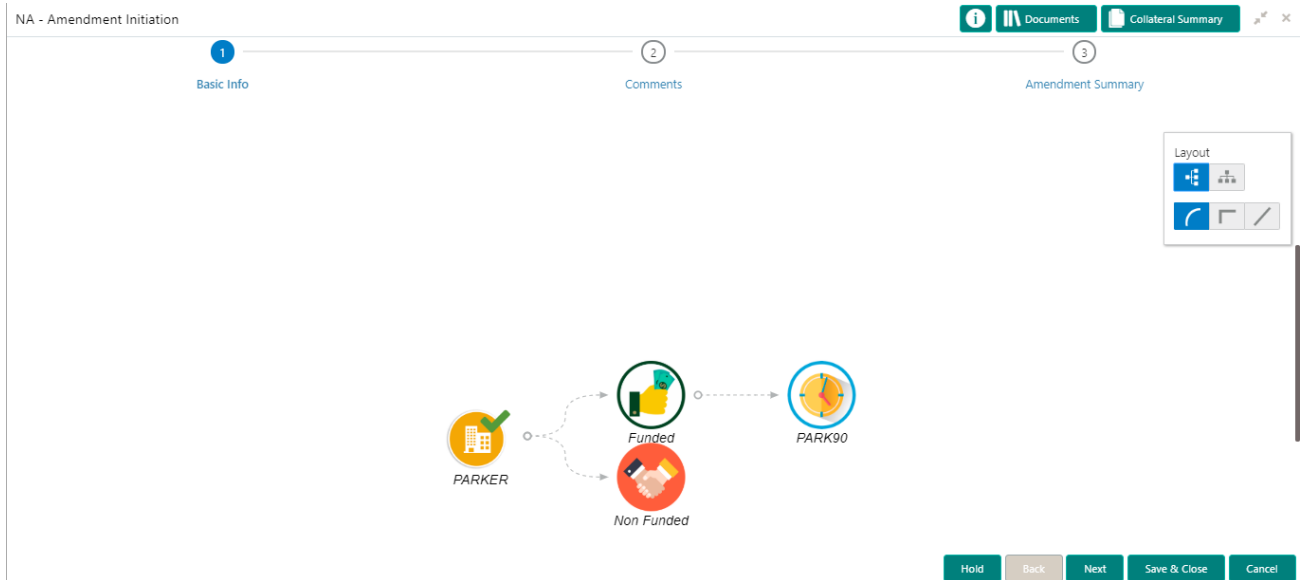 NA - Amendment Initiation
Documents
Collateral Summary
1
2
3
Basic Info
Comments
Amendment Summary
Layout
Funded
PARK90
PARKER
Non Funded
Hold
Back
Next
Save & Close
Cancel